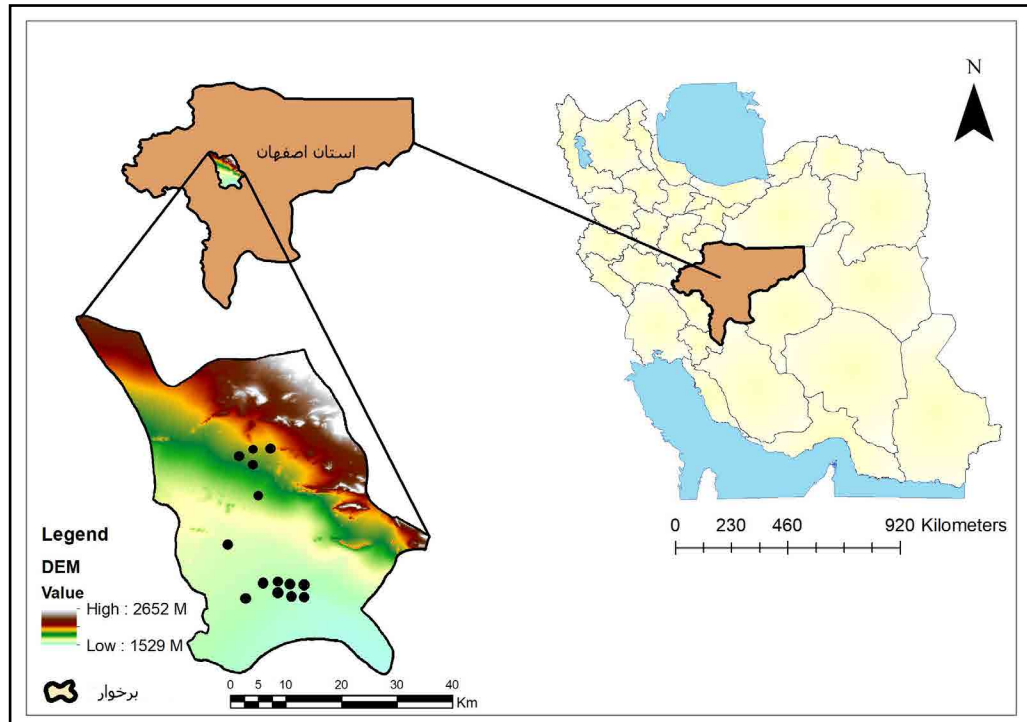 N
استان اصفهان
0 230 460 920 Kilometers
Legend
DEM
Value
High : 2652 M
Low : 1529 M
برخوار
0 5 10 20 30 40
Km